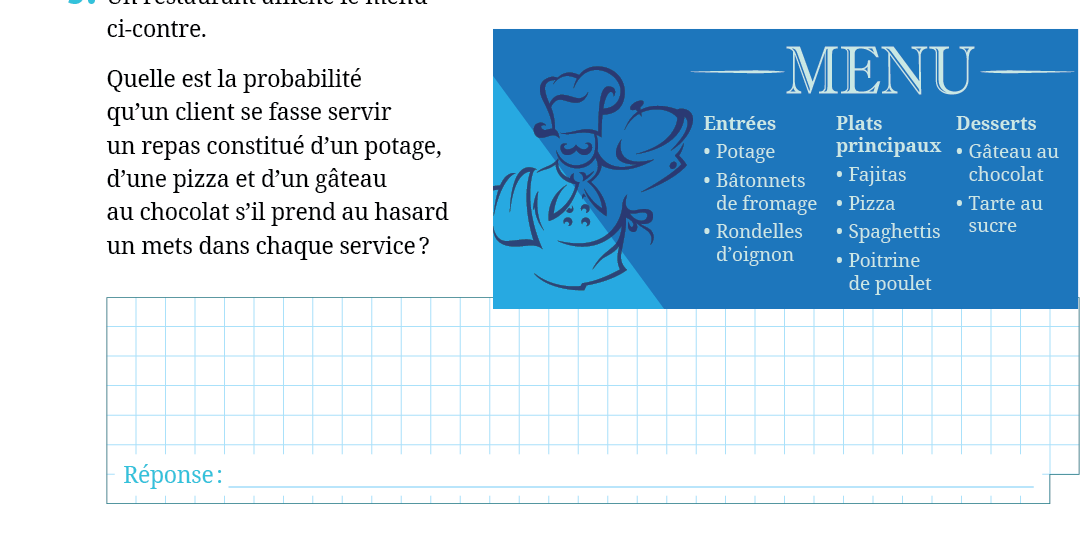 ci-contre.
Quelle est la probabilité
qu’un client se fasse servir
un repas constitué d’un potage,
d’une pizza et d’un gâteau
au chocolat s’il prend au hasard
un mets dans chaque service ?
MENU
Entrées
• Potage
• Bâtonnets
de fromage
• Rondelles
d’oignon
Plats
principaux
• Fajitas
• Pizza
• Spaghettis
• Poitrine
de poulet
Desserts
• Gâteau au
chocolat
• Tarte au
sucre
Réponse :